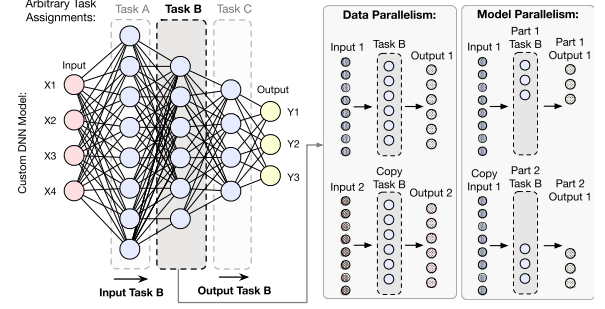 Arbitrary Task
Assignments:
Task A
Task B
Task C
Custom DNN Model:
Input
X1
X2
X3
X4
Output
Y1
Y2
Y3
Input Task B
Output Task B
Data Parallelism:
Input 1
Task B
Output 1
Input 2
Copy
Task B
Output 2
Model Parallelism:
Input 1
Part 1
Task B
Part 1
Output 1
Copy
Input 1
Part 2
Task B
Part 2
Output 1